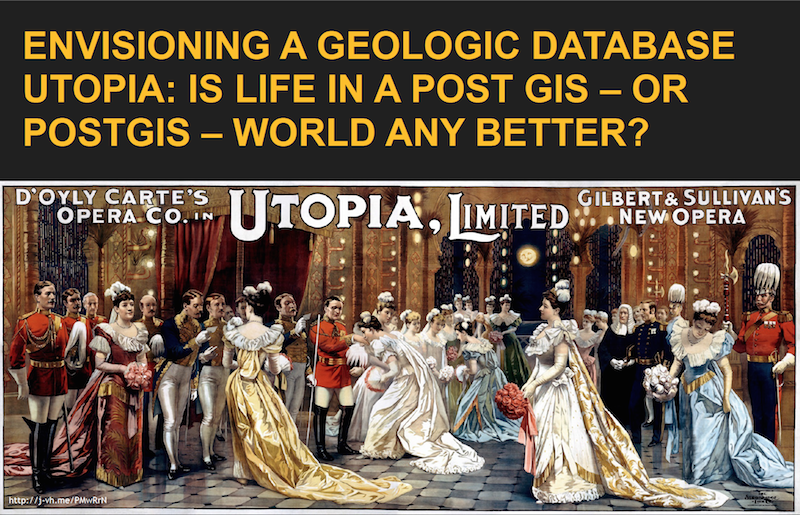 ENVISIONING A GEOLOGIC DATABASE
UTOPIA: IS LIFE IN A POST GIS – OR
POSTGIS – WORLD ANY BETTER?
D'OYLY CARTE'S
OPERA CO. IN
UTOPIA, LIMITED
GILBERT & SULLIVAN'S
NEW OPERA
http://j-vh.me/PMwRrN